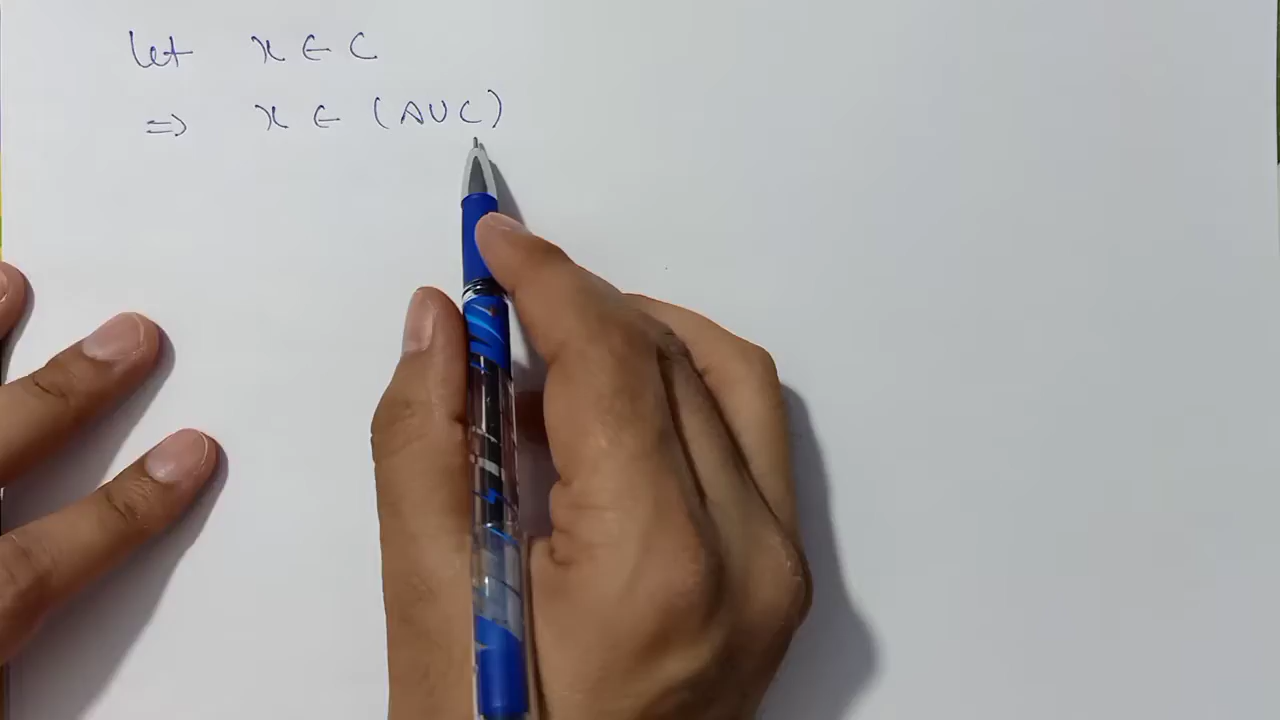 let x ∈ C
⇒ x ∈ (A∪C)